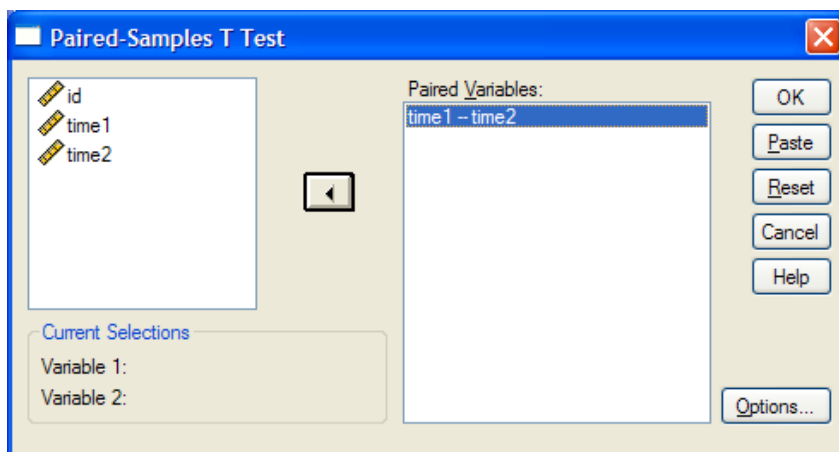 Paired-Samples T Test
id
time1
time2
Paired Variables:
time1 -- time2
OK
Paste
Reset
Cancel
Help
Current Selections
Variable 1:
Variable 2:
Options...